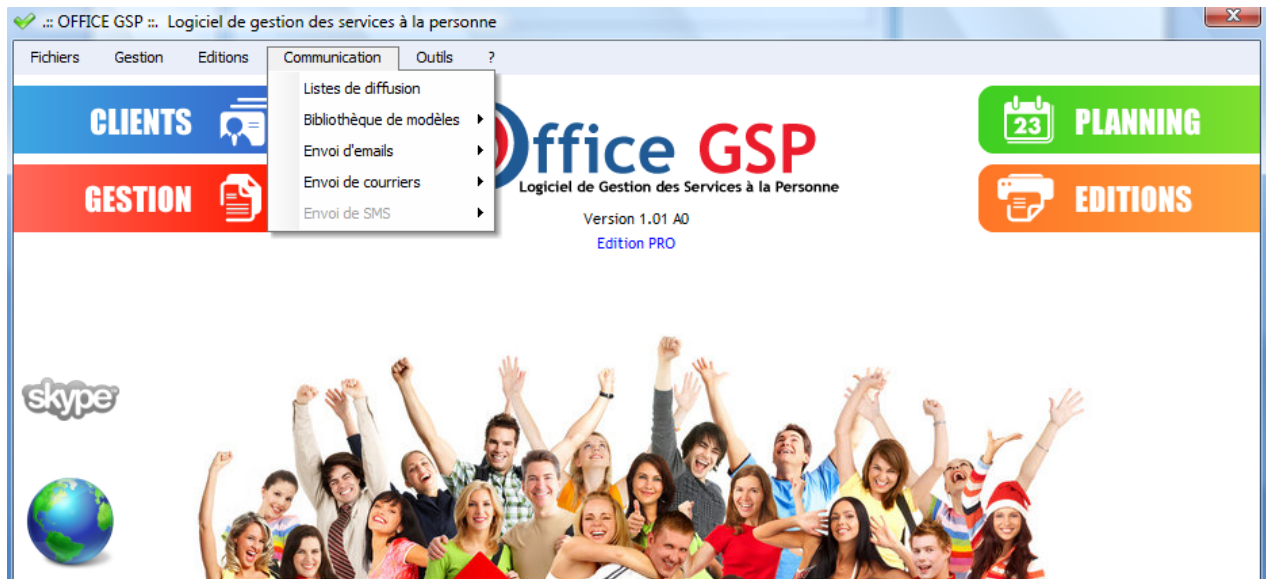 .:: OFFICE GSP ::. Logiciel de gestion des services à la personne
Fichiers Gestion Editions Communication Outils ?
Listes de diffusion
Bibliothèque de modèles
Envoi d'emails
Envoi de courriers
Envoi de SMS
CLIENTS
GESTION
Office GSP
Logiciel de Gestion des Services à la Personne
Version 1.01 A0
Edition PRO
23 PLANNING
EDITIONS
skype